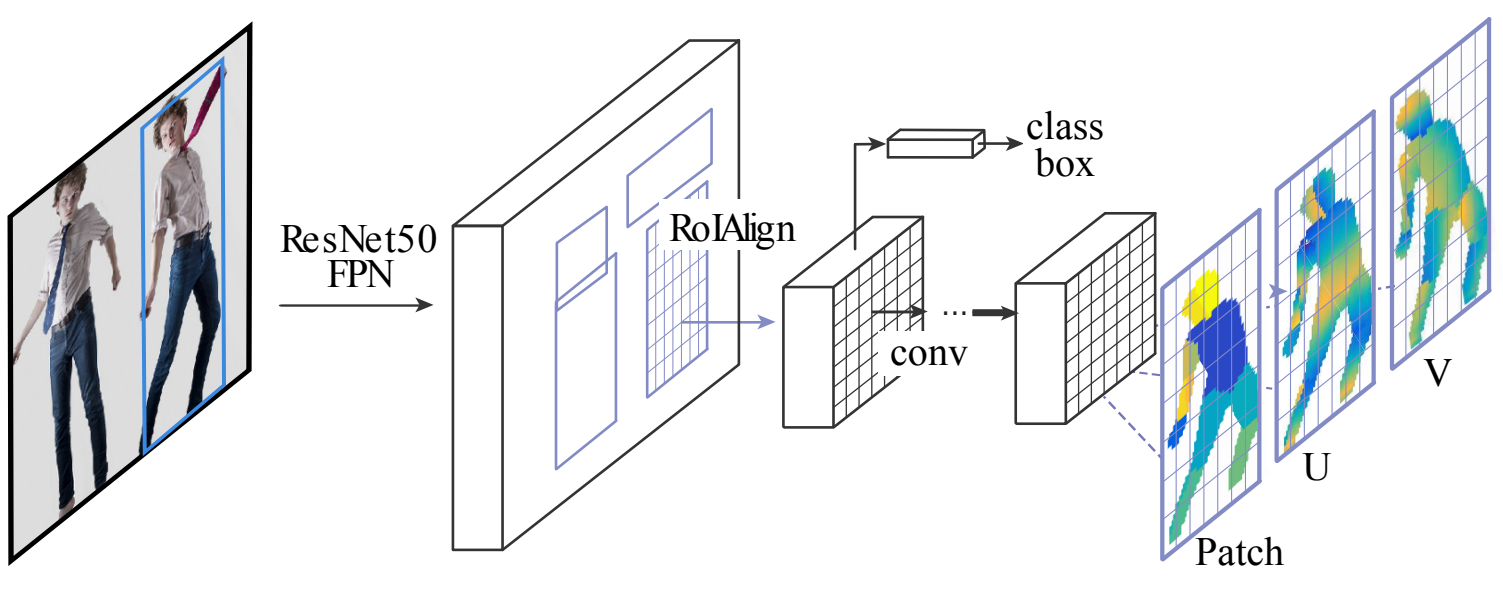 ResNet50
FPN
RoIAlign
class
box
...
conv
Patch
U
V